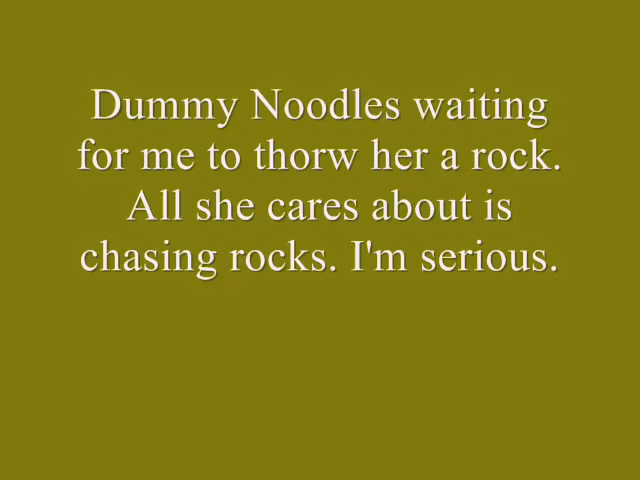 Dummy Noodles waiting
for me to thorw her a rock.
All she cares about is
chasing rocks. I'm serious.